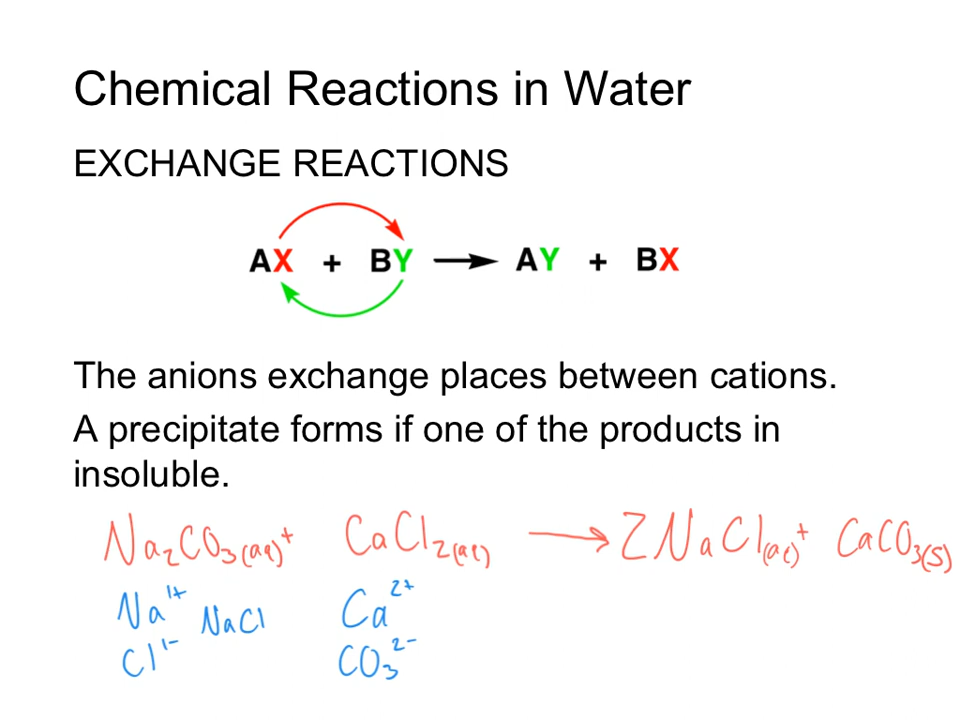 Chemical Reactions in Water
EXCHANGE REACTIONS
AX + BY → AY + BX
The anions exchange places between cations.
A precipitate forms if one of the products in
insoluble.
Na₂CO₃(aq) + CaCl₂(aq) → 2NaCl(aq) + CaCO₃(s)
Na¹⁺ NaCl Ca²⁺
Cl¹⁻ CO₃²⁻